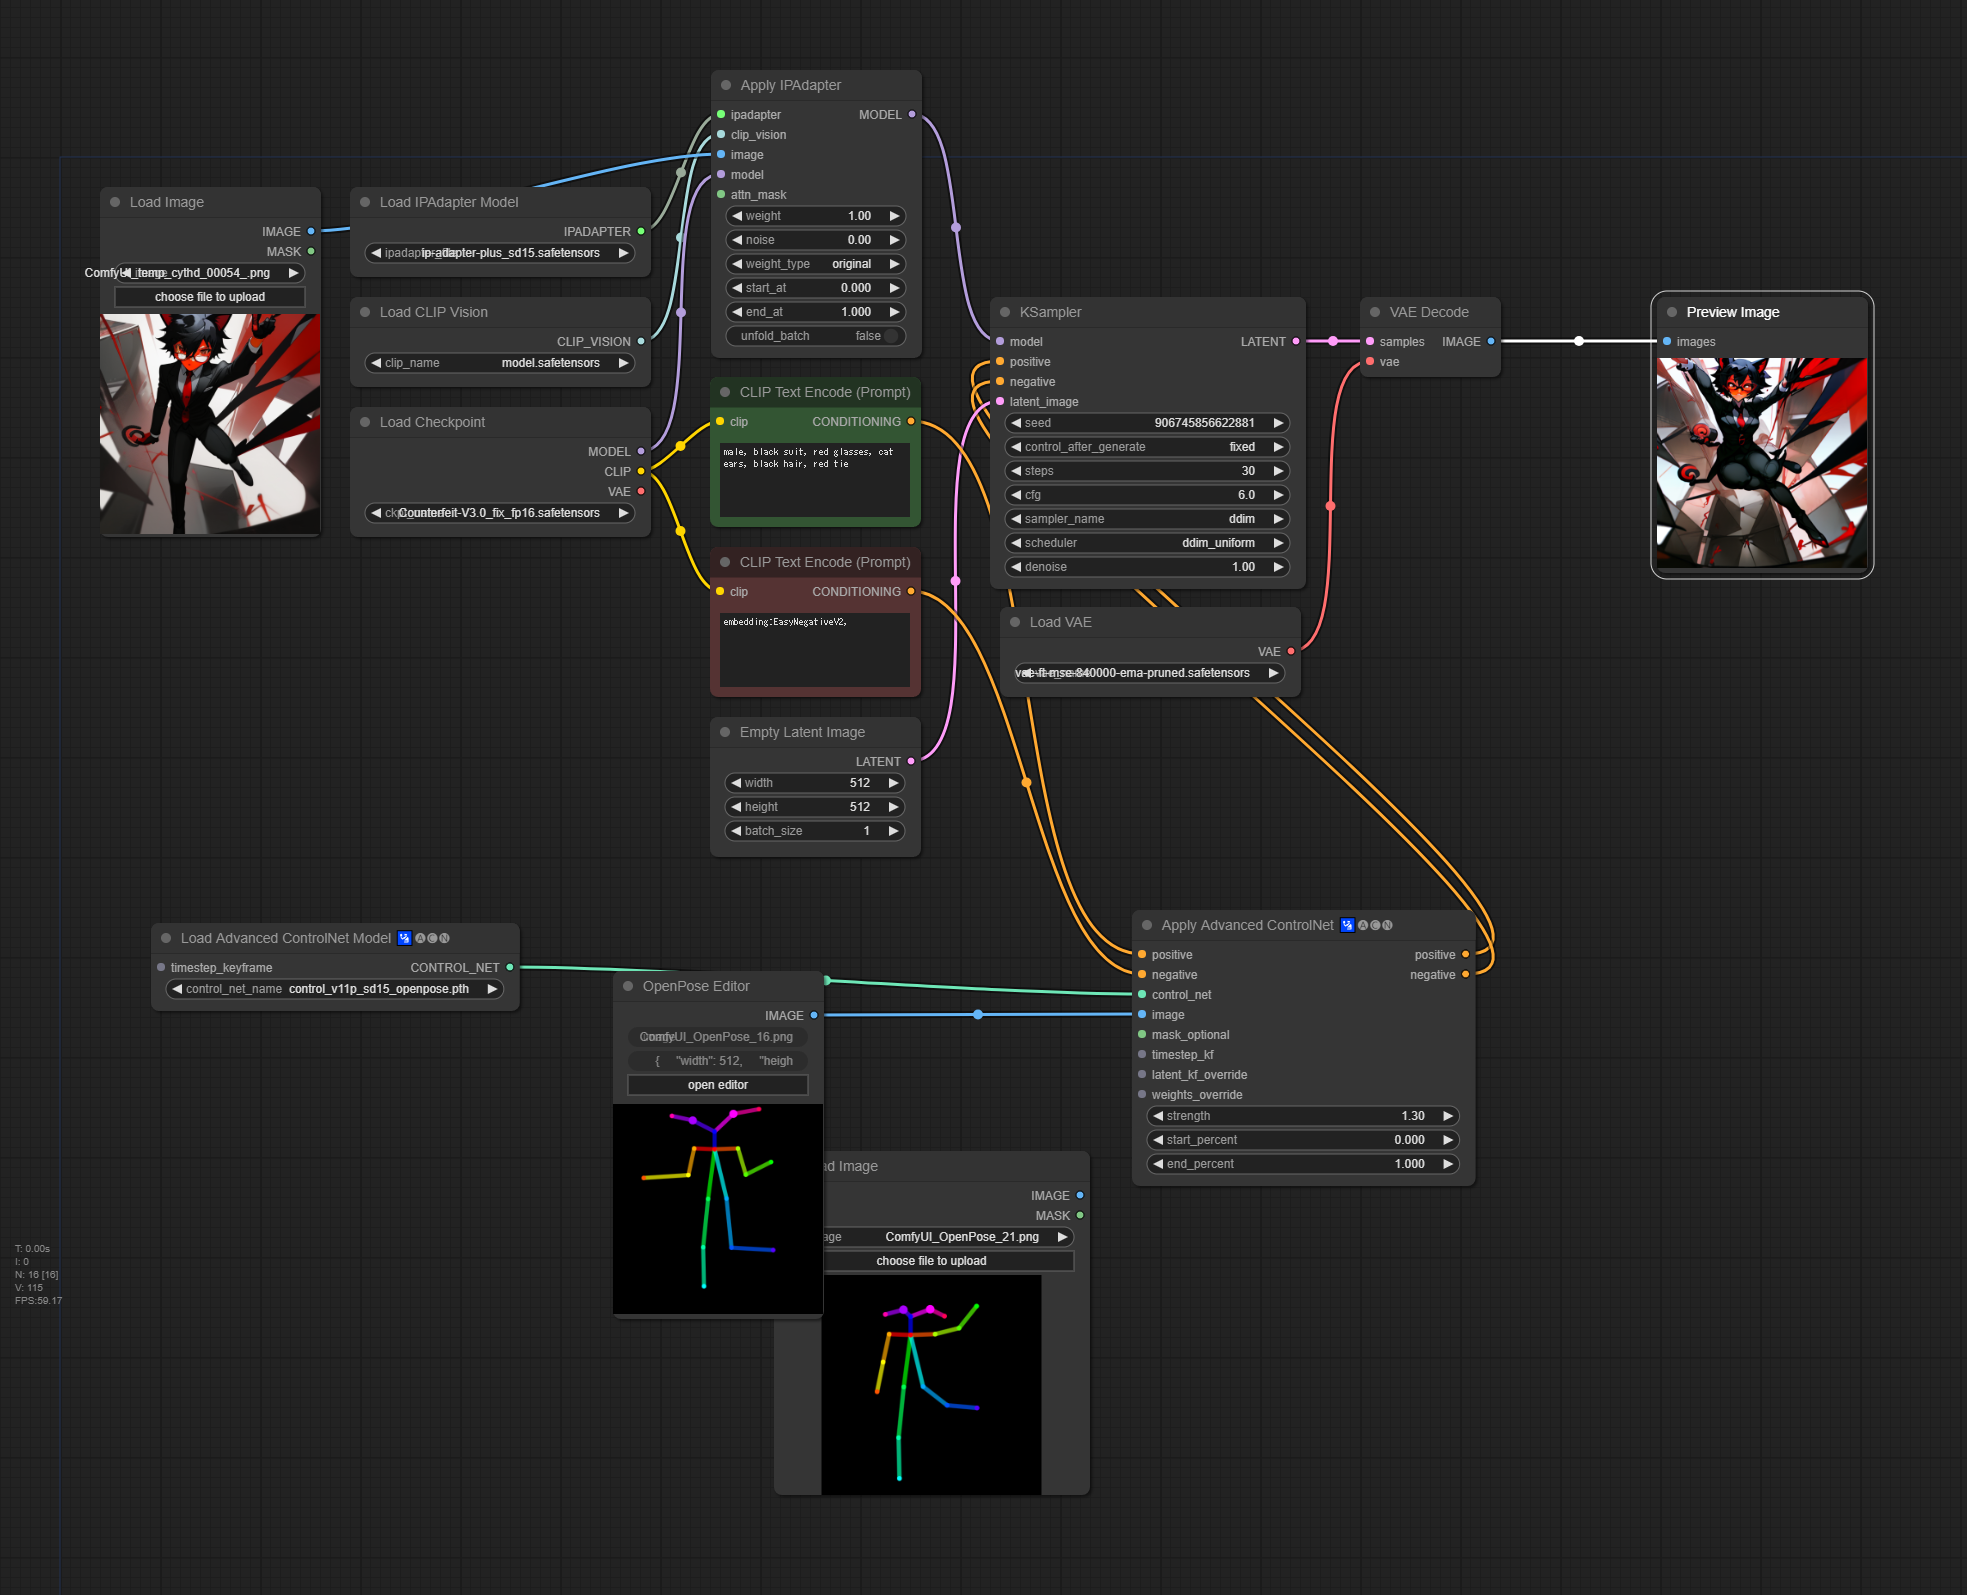 Apply IPAdapter
ipadapter MODEL
clip_vision
image
model
attn_mask
weight 1.00
noise 0.00
weight_type original
start_at 0.000
end_at 1.000
unfold_batch false
Load Image
IMAGE
MASK
ComfyUI_temp_cythd_00054_.png
choose file to upload
Load IPAdapter Model
IPADAPTER
ip-adapter-plus_sd15.safetensors
Load CLIP Vision
CLIP_VISION
clip_name model.safetensors
Load Checkpoint
MODEL
CLIP
VAE
Counterfeit-V3.0_fix_fp16.safetensors
CLIP Text Encode (Prompt)
clip CONDITIONING
male, black suit, red glasses, cat
ears, black hair, red tie
CLIP Text Encode (Prompt)
clip CONDITIONING
embedding:EasyNegativeV2,
Empty Latent Image
LATENT
width 512
height 512
batch_size 1
KSampler
model LATENT
positive
negative
latent_image
seed 906745856622881
control_after_generate fixed
steps 30
cfg 6.0
sampler_name ddim
scheduler ddim_uniform
denoise 1.00
Load VAE
VAE
vae-ft-mse-840000-ema-pruned.safetensors
VAE Decode
samples IMAGE
vae
Preview Image
images
Load Advanced ControlNet Model 🛂🅐🅒🅝
timestep_keyframe CONTROL_NET
control_net_name control_v11p_sd15_openpose.pth
OpenPose Editor
IMAGE
ComfyUI_OpenPose_16.png
{ "width": 512, "heigh
open editor
ad Image
IMAGE
MASK
age ComfyUI_OpenPose_21.png
choose file to upload
Apply Advanced ControlNet 🛂🅐🅒🅝
positive positive
negative negative
control_net
image
mask_optional
timestep_kf
latent_kf_override
weights_override
strength 1.30
start_percent 0.000
end_percent 1.000
T: 0.00s
I: 0
N: 16 [16]
V: 115
FPS:59.17